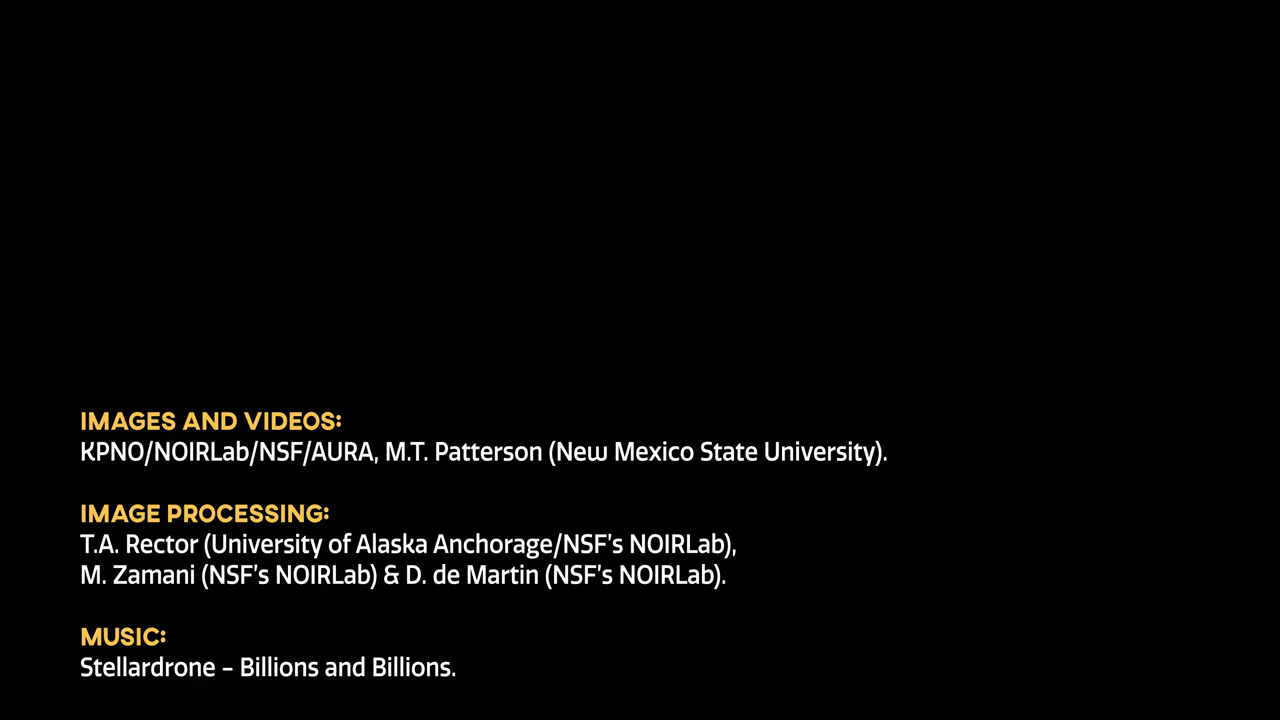 IMAGES AND VIDEOS:
KPNO/NOIRLab/NSF/AURA, M.T. Patterson (New Mexico State University).
IMAGE PROCESSING:
T.A. Rector (University of Alaska Anchorage/NSF’s NOIRLab),
M. Zamani (NSF’s NOIRLab) & D. de Martin (NSF’s NOIRLab).
MUSIC:
Stellardrone – Billions and Billions.